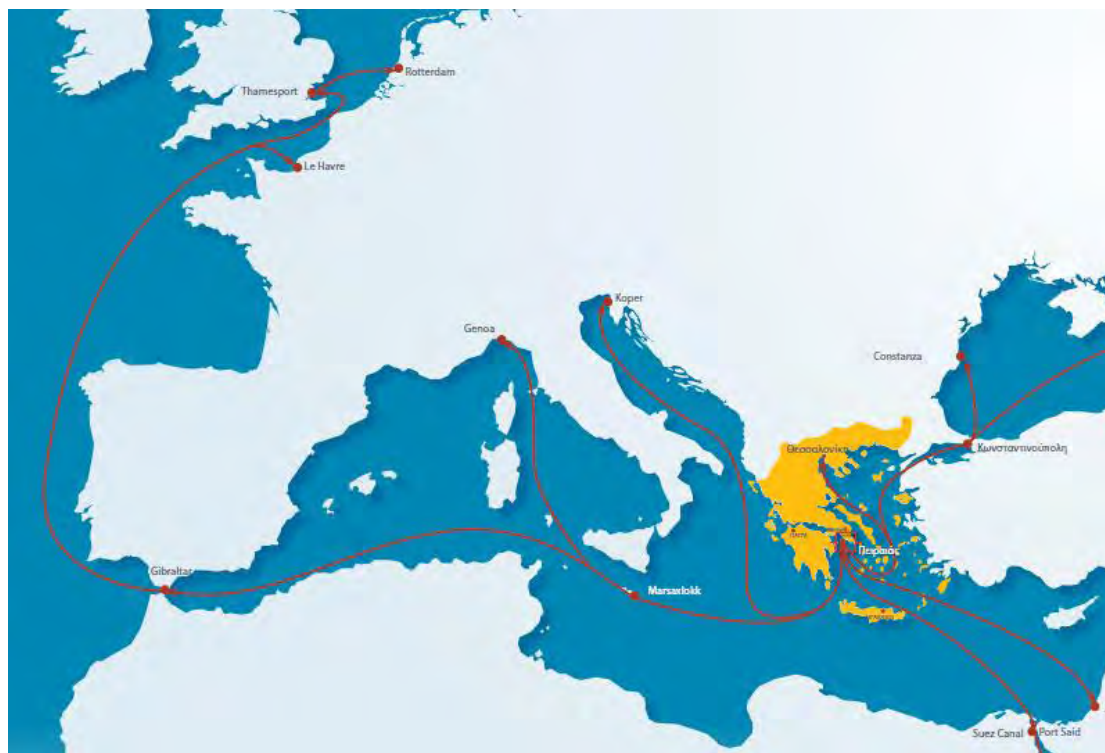 Rotterdam
Thamesport
Le Havre
Koper
Genoa
Constanza
Θεσσαλονίκη
Κωνσταντινούπολη
Πειραιάς
Gibraltar
Marsaxlokk
Suez Canal
Port Said